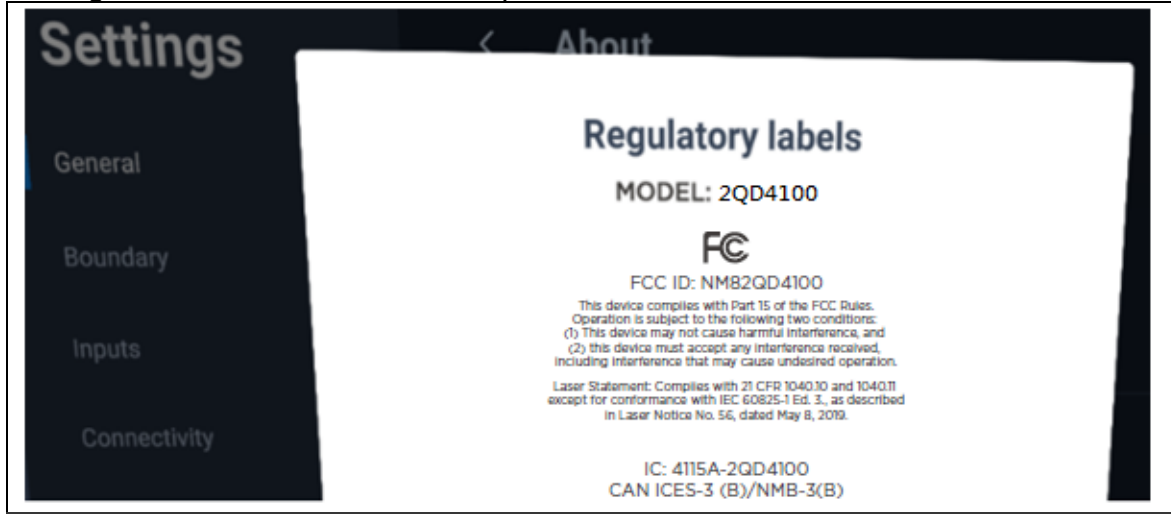 Settings
< About
General
Boundary
Inputs
Connectivity
Regulatory labels
MODEL: 2QD4100
FC
FCC ID: NM82QD4100
This device complies with Part 15 of the FCC Rules.
Operation is subject to the following two conditions:
(1) This device may not cause harmful interference, and
(2) this device must accept any interference received,
including interference that may cause undesired operation.
Laser Statement: Complies with 21 CFR 1040.10 and 1040.11
except for conformance with IEC 60825-1 Ed. 3., as described
in Laser Notice No. 56, dated May 8, 2019.
IC: 4115A-2QD4100
CAN ICES-3 (B)/NMB-3(B)